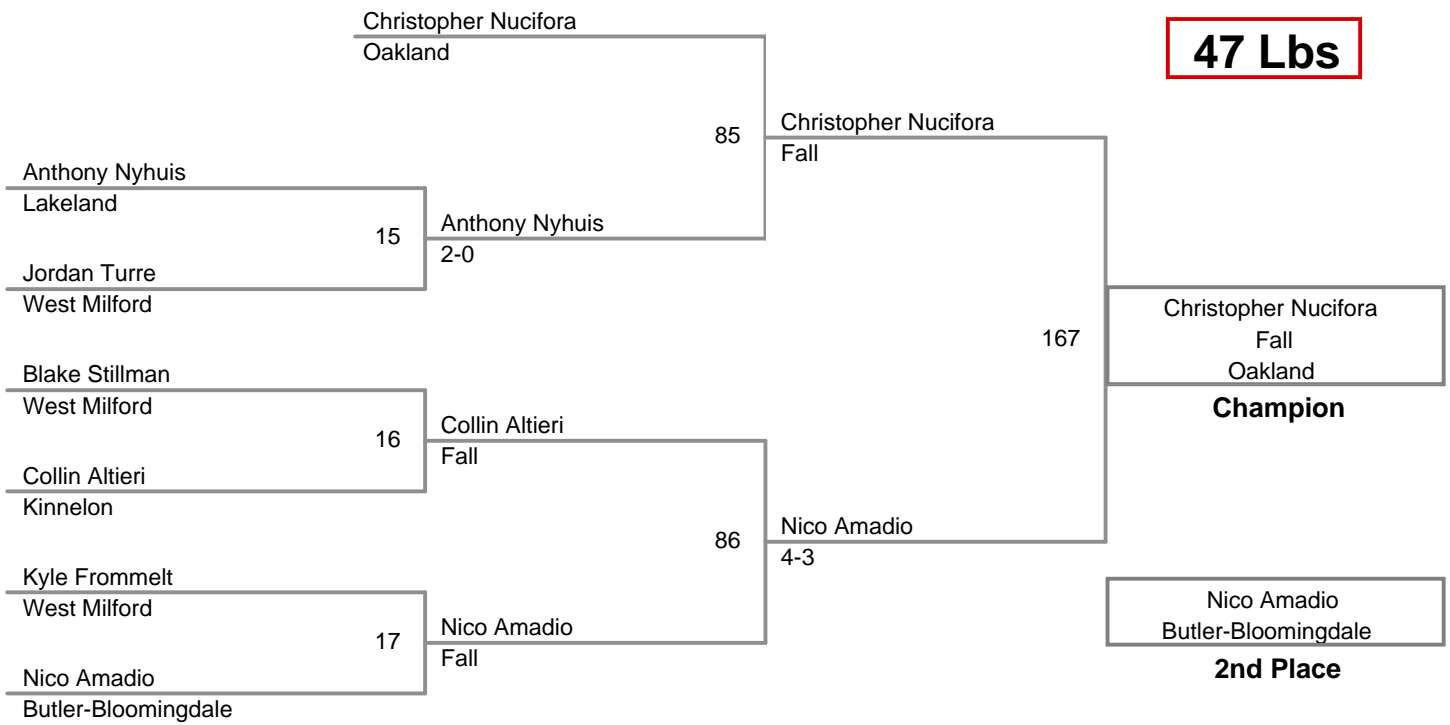 Christopher Nucifora
Oakland
47 Lbs
85
Christopher Nucifora
Fall
Anthony Nyhuis
Lakeland
15
Anthony Nyhuis
2-0
Jordan Turre
West Milford
167
Christopher Nucifora
Fall
Oakland
Champion
Blake Stillman
West Milford
16
Collin Altieri
Fall
Collin Altieri
Kinnelon
86
Nico Amadio
4-3
Kyle Frommelt
West Milford
17
Nico Amadio
Fall
Nico Amadio
Butler-Bloomingdale
Nico Amadio
Butler-Bloomingdale
2nd Place